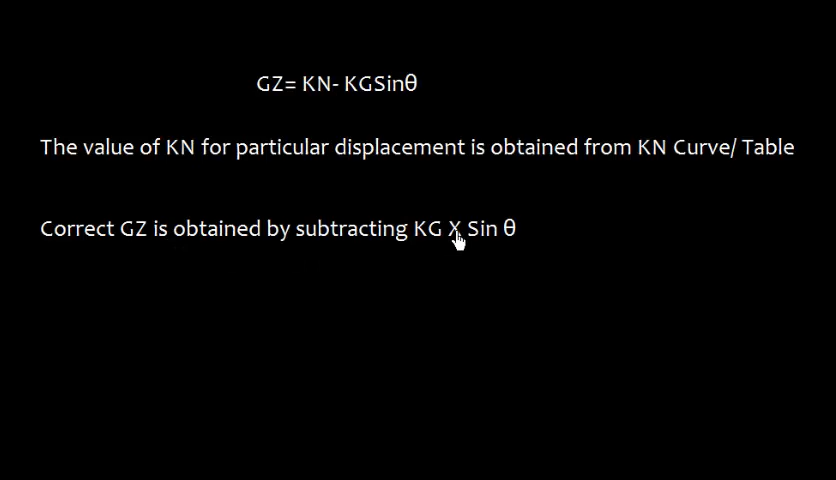 GZ= KN- KGSinθ
The value of KN for particular displacement is obtained from KN Curve/ Table
Correct GZ is obtained by subtracting KG X Sin θ